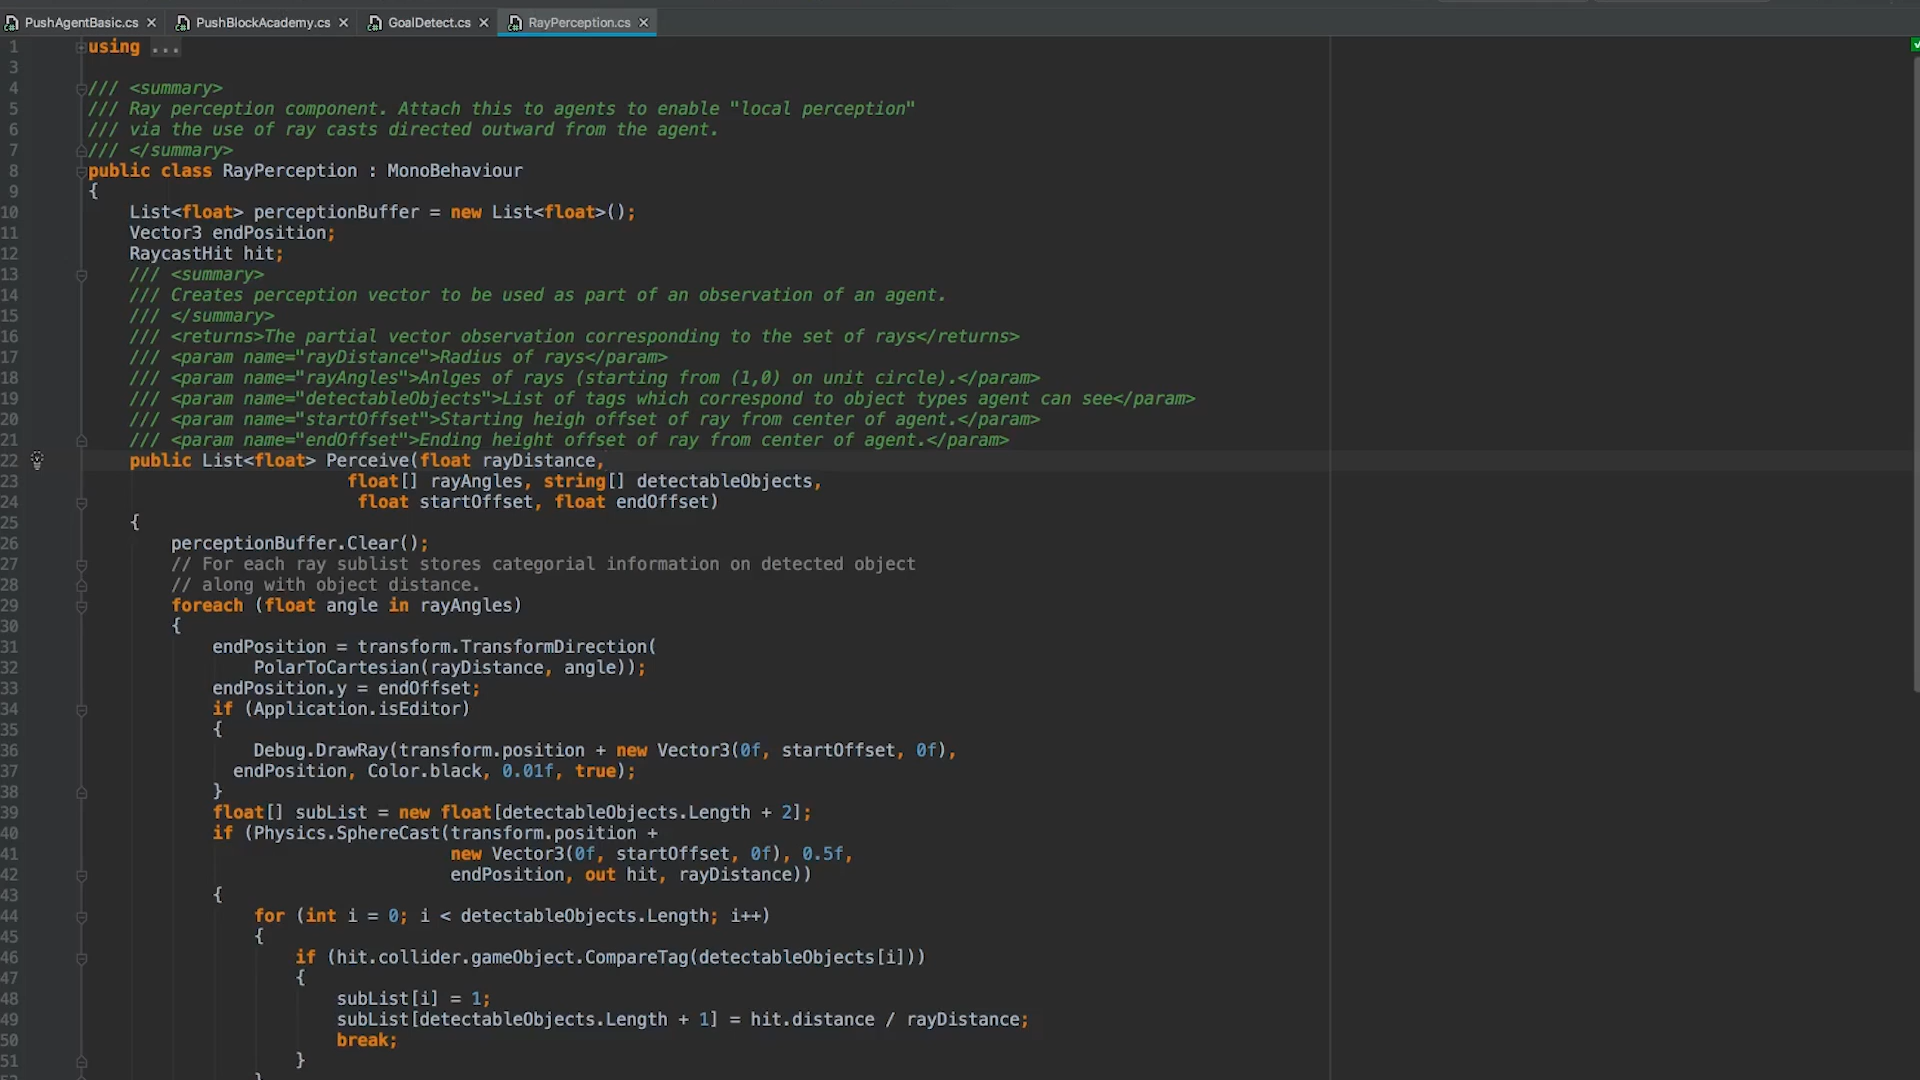 PushAgentBasic.cs × PushBlockAcademy.cs × GoalDetect.cs × RayPerception.cs ×
1 using ...
3
4 /// <summary>
5 /// Ray perception component. Attach this to agents to enable "local perception"
6 /// via the use of ray casts directed outward from the agent.
7 /// </summary>
8 public class RayPerception : MonoBehaviour
9 {
10 List<float> perceptionBuffer = new List<float>();
11 Vector3 endPosition;
12 RaycastHit hit;
13 /// <summary>
14 /// Creates perception vector to be used as part of an observation of an agent.
15 /// </summary>
16 /// <returns>The partial vector observation corresponding to the set of rays</returns>
17 /// <param name="rayDistance">Radius of rays</param>
18 /// <param name="rayAngles">Anlges of rays (starting from (1,0) on unit circle).</param>
19 /// <param name="detectableObjects">List of tags which correspond to object types agent can see</param>
20 /// <param name="startOffset">Starting heigh offset of ray from center of agent.</param>
21 /// <param name="endOffset">Ending height offset of ray from center of agent.</param>
22 public List<float> Perceive(float rayDistance,
23 float[] rayAngles, string[] detectableObjects,
24 float startOffset, float endOffset)
25 {
26 perceptionBuffer.Clear();
27 // For each ray sublist stores categorial information on detected object
28 // along with object distance.
29 foreach (float angle in rayAngles)
30 {
31 endPosition = transform.TransformDirection(
32 PolarToCartesian(rayDistance, angle));
33 endPosition.y = endOffset;
34 if (Application.isEditor)
35 {
36 Debug.DrawRay(transform.position + new Vector3(0f, startOffset, 0f),
37 endPosition, Color.black, 0.01f, true);
38 }
39 float[] subList = new float[detectableObjects.Length + 2];
40 if (Physics.SphereCast(transform.position +
41 new Vector3(0f, startOffset, 0f), 0.5f,
42 endPosition, out hit, rayDistance))
43 {
44 for (int i = 0; i < detectableObjects.Length; i++)
45 {
46 if (hit.collider.gameObject.CompareTag(detectableObjects[i]))
47 {
48 subList[i] = 1;
49 subList[detectableObjects.Length + 1] = hit.distance / rayDistance;
50 break;
51 }